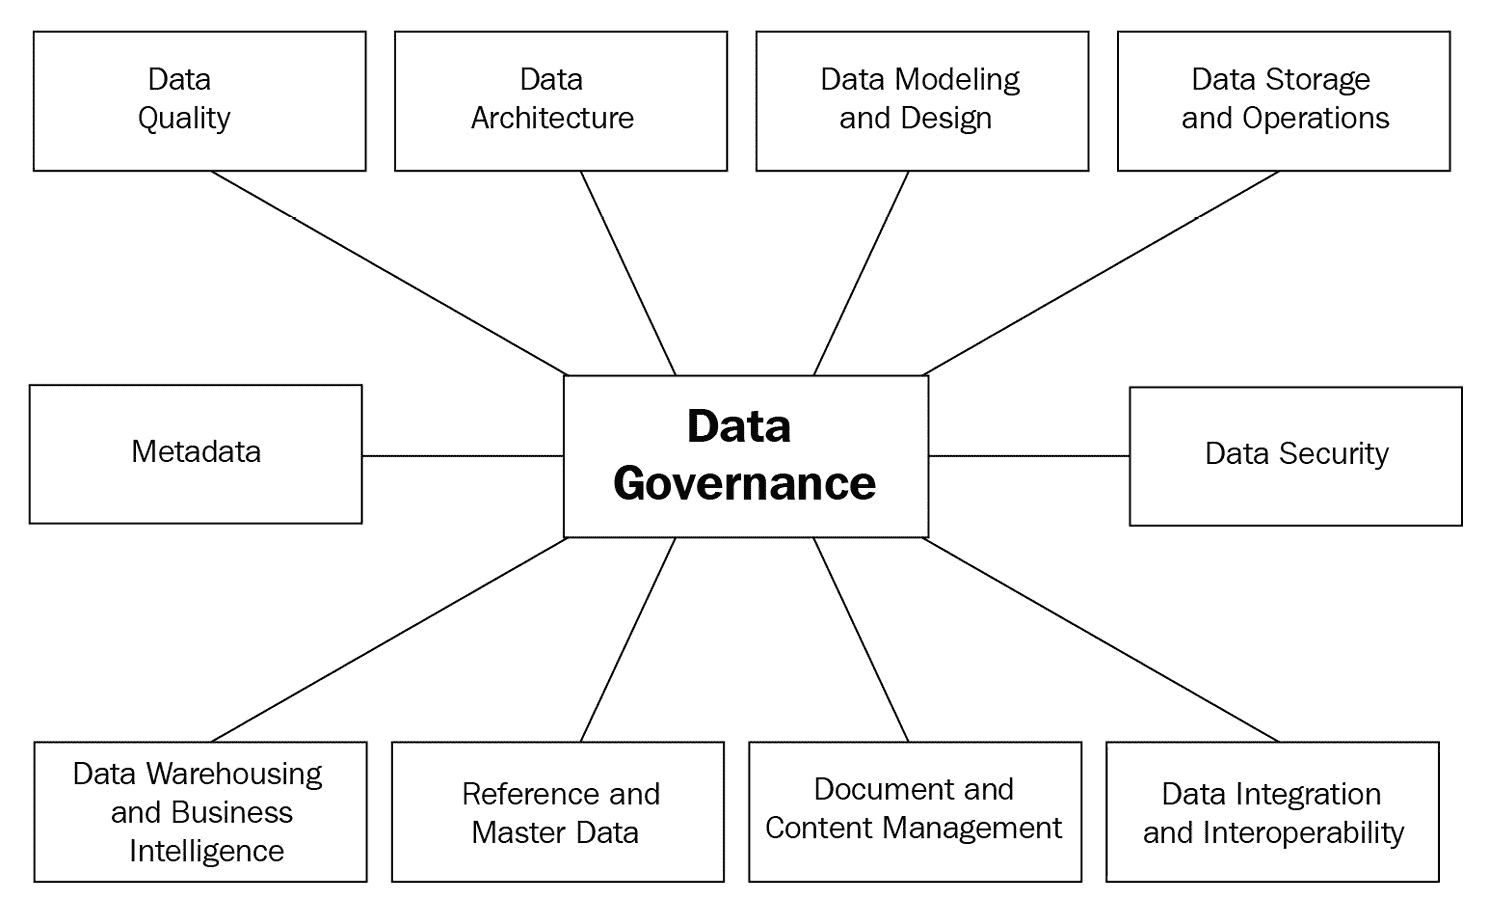 Data
Quality
Data
Architecture
Data Modeling
and Design
Data Storage
and Operations
Metadata
Data
Governance
Data Security
Data Warehousing
and Business
Intelligence
Reference and
Master Data
Document and
Content Management
Data Integration
and Interoperability